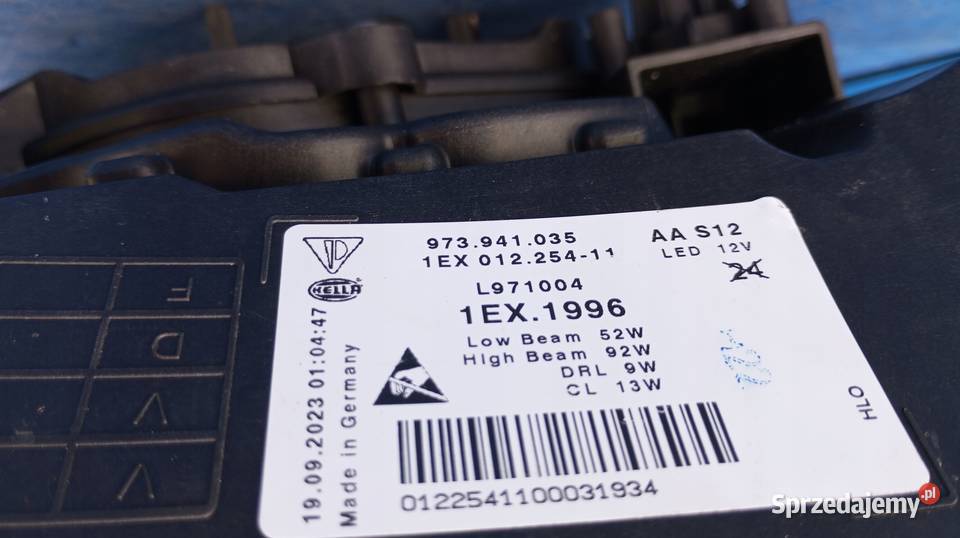 973.941.035
1EX 012.254-11
AA S12
LED 12V
24
HELLA
L971004
1EX.1996
Low Beam 52W
High Beam 92W
DRL 9W
CL 13W
19.09.2023 01:04:47
Made in Germany
HLO
0122541100031934
F
D
V
V
Sprzedajemy.pl